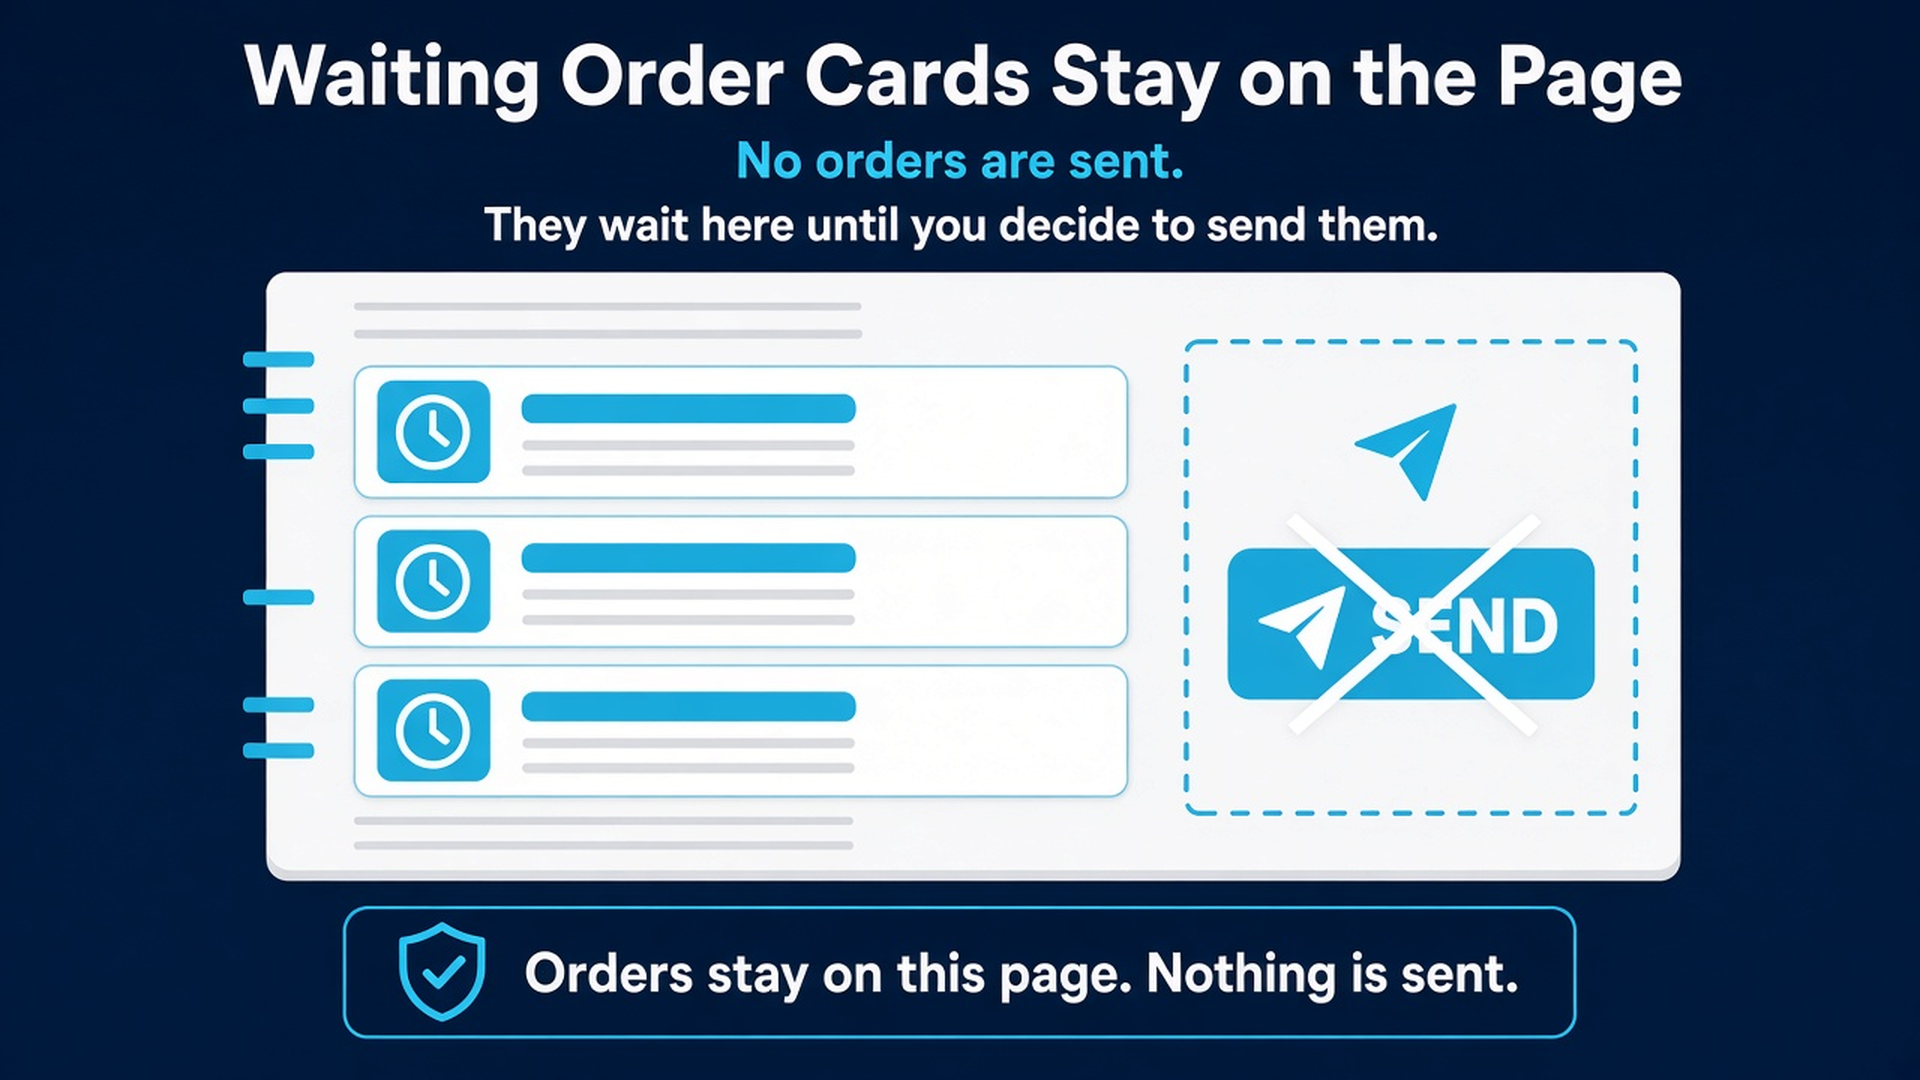 Waiting Order Cards Stay on the Page
No orders are sent.
They wait here until you decide to send them.
SEND
Orders stay on this page. Nothing is sent.